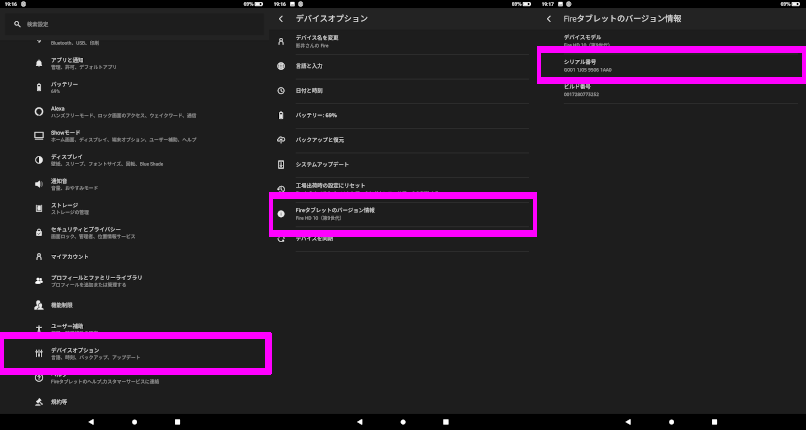 19:16
69%
検索設定
Bluetooth、USB、印刷
アプリと通知
管理、許可、デフォルトアプリ
バッテリー
69%
Alexa
ハンズフリーモード、ロック画面のアクセス、ウェイクワード、通信
Showモード
ホーム画面、ディスプレイ、端末オプション、ユーザー補助、ヘルプ
ディスプレイ
壁紙、スリープ、フォントサイズ、回転、Blue Shade
通知音
音量、おやすみモード
ストレージ
ストレージの管理
セキュリティとプライバシー
画面ロック、管理者、位置情報サービス
マイアカウント
プロフィールとファミリーライブラリ
プロフィールを追加または管理する
機能制限
ユーザー補助
デバイスオプション
言語、時刻、バックアップ、アップデート
ヘルプ
Fireタブレットのヘルプ,カスタマーサービスに連絡
規約等
19:16
69%
デバイスオプション
デバイス名を変更
言語と入力
日付と時刻
バッテリー: 69%
バックアップと復元
システムアップデート
工場出荷時の設定にリセット
Fireタブレットのバージョン情報
Fire HD 10（第9世代）
デバイスを共聴
19:17
69%
Fireタブレットのバージョン情報
デバイスモデル
Fire HD 10（第9世代）
シリアル番号
G001 1J05 9506 1AA0
ビルド番号
0017280773252